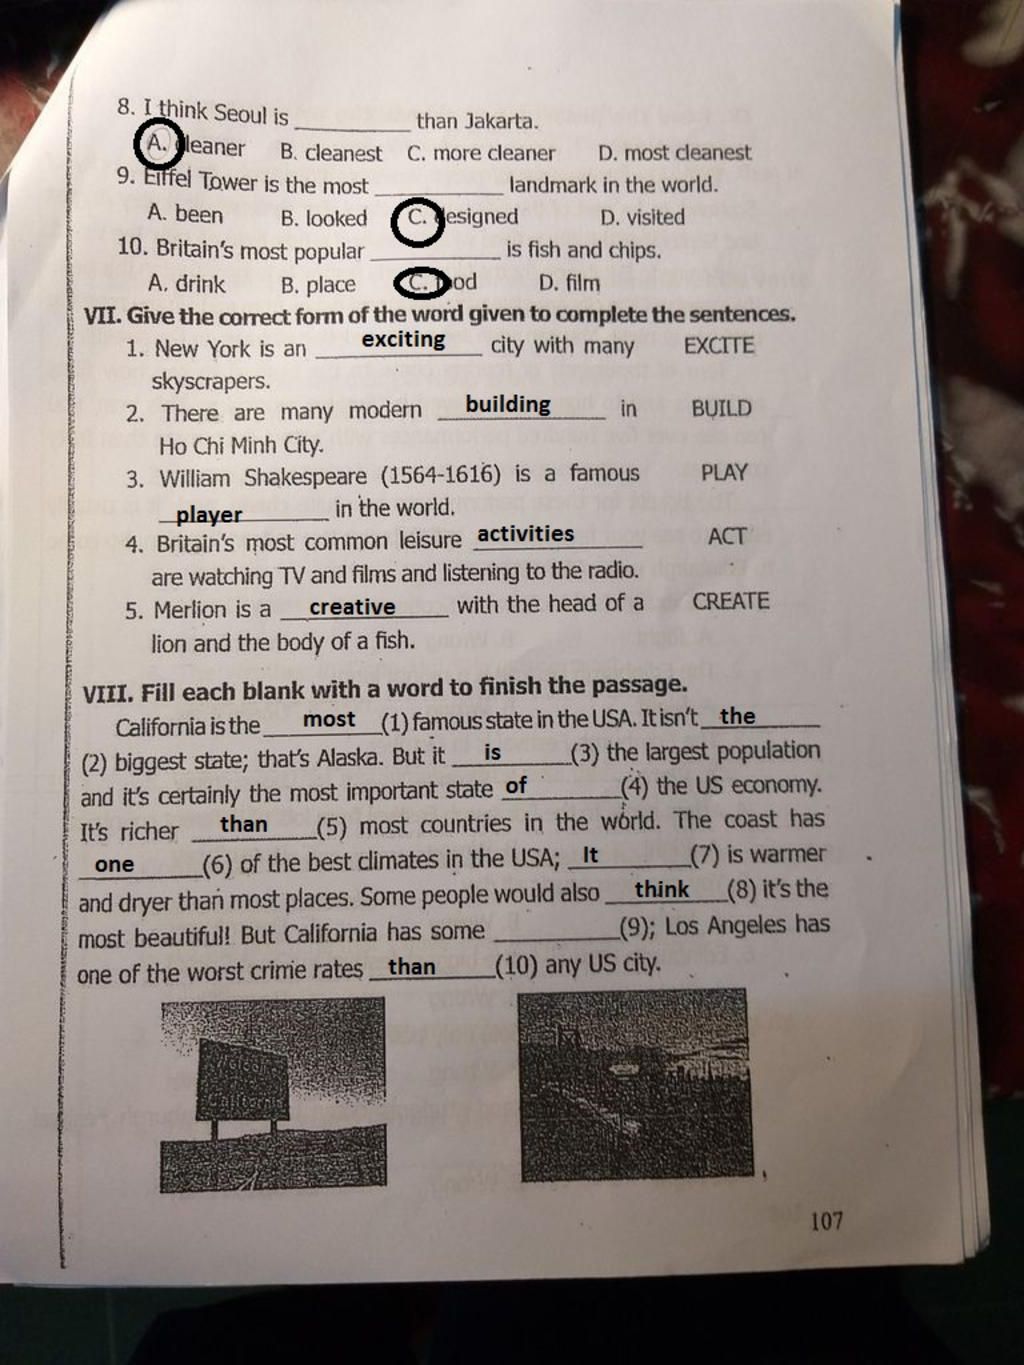 8. I think Seoul is __________ than Jakarta.
A. cleaner B. cleanest C. more cleaner D. most cleanest
9. Eiffel Tower is the most __________ landmark in the world.
A. been B. looked C. designed D. visited
10. Britain's most popular __________ is fish and chips.
A. drink B. place C. food D. film
VII. Give the correct form of the word given to complete the sentences.
1. New York is an exciting city with many EXCITE
skyscrapers.
2. There are many modern building in BUILD
Ho Chi Minh City.
3. William Shakespeare (1564-1616) is a famous PLAY
player in the world.
4. Britain's most common leisure activities ACT
are watching TV and films and listening to the radio.
5. Merlion is a creative with the head of a CREATE
lion and the body of a fish.
VIII. Fill each blank with a word to finish the passage.
California is the most (1) famous state in the USA. It isn't the
(2) biggest state; that's Alaska. But it is (3) the largest population
and it's certainly the most important state of (4) the US economy.
It's richer than (5) most countries in the world. The coast has
one (6) of the best climates in the USA; It (7) is warmer
and dryer than most places. Some people would also think (8) it's the
most beautiful! But California has some __________ (9); Los Angeles has
one of the worst crime rates than (10) any US city.
California
107